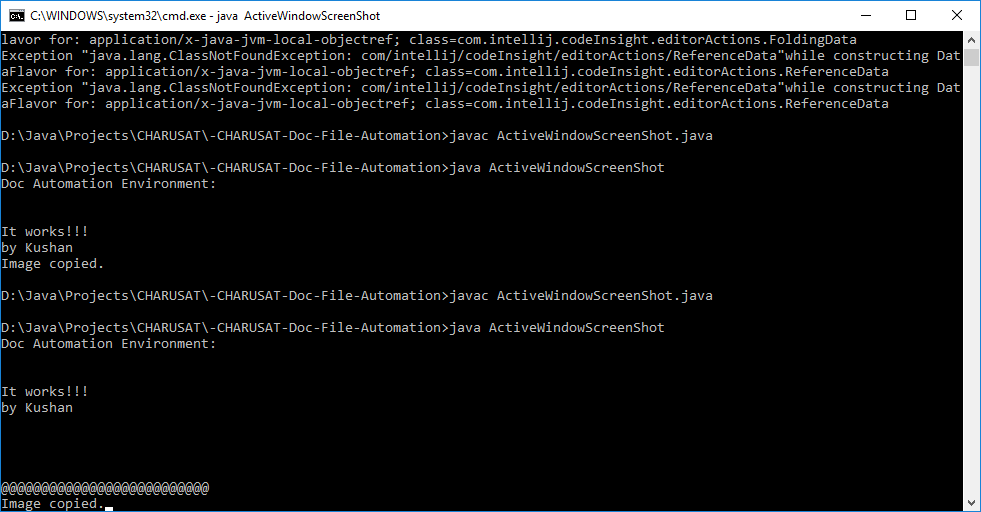 C:\WINDOWS\system32\cmd.exe - java  ActiveWindowScreenShot
lavor for: application/x-java-jvm-local-objectref; class=com.intellij.codeInsight.editorActions.FoldingData
Exception "java.lang.ClassNotFoundException: com/intellij/codeInsight/editorActions/ReferenceData"while constructing Dat
aFlavor for: application/x-java-jvm-local-objectref; class=com.intellij.codeInsight.editorActions.ReferenceData
Exception "java.lang.ClassNotFoundException: com/intellij/codeInsight/editorActions/ReferenceData"while constructing Dat
aFlavor for: application/x-java-jvm-local-objectref; class=com.intellij.codeInsight.editorActions.ReferenceData
D:\Java\Projects\CHARUSAT\-CHARUSAT-Doc-File-Automation>javac ActiveWindowScreenShot.java
D:\Java\Projects\CHARUSAT\-CHARUSAT-Doc-File-Automation>java ActiveWindowScreenShot
Doc Automation Environment:
It works!!!
by Kushan
Image copied.
D:\Java\Projects\CHARUSAT\-CHARUSAT-Doc-File-Automation>javac ActiveWindowScreenShot.java
D:\Java\Projects\CHARUSAT\-CHARUSAT-Doc-File-Automation>java ActiveWindowScreenShot
Doc Automation Environment:
It works!!!
by Kushan
@@@@@@@@@@@@@@@@@@@@@@@@@@
Image copied.